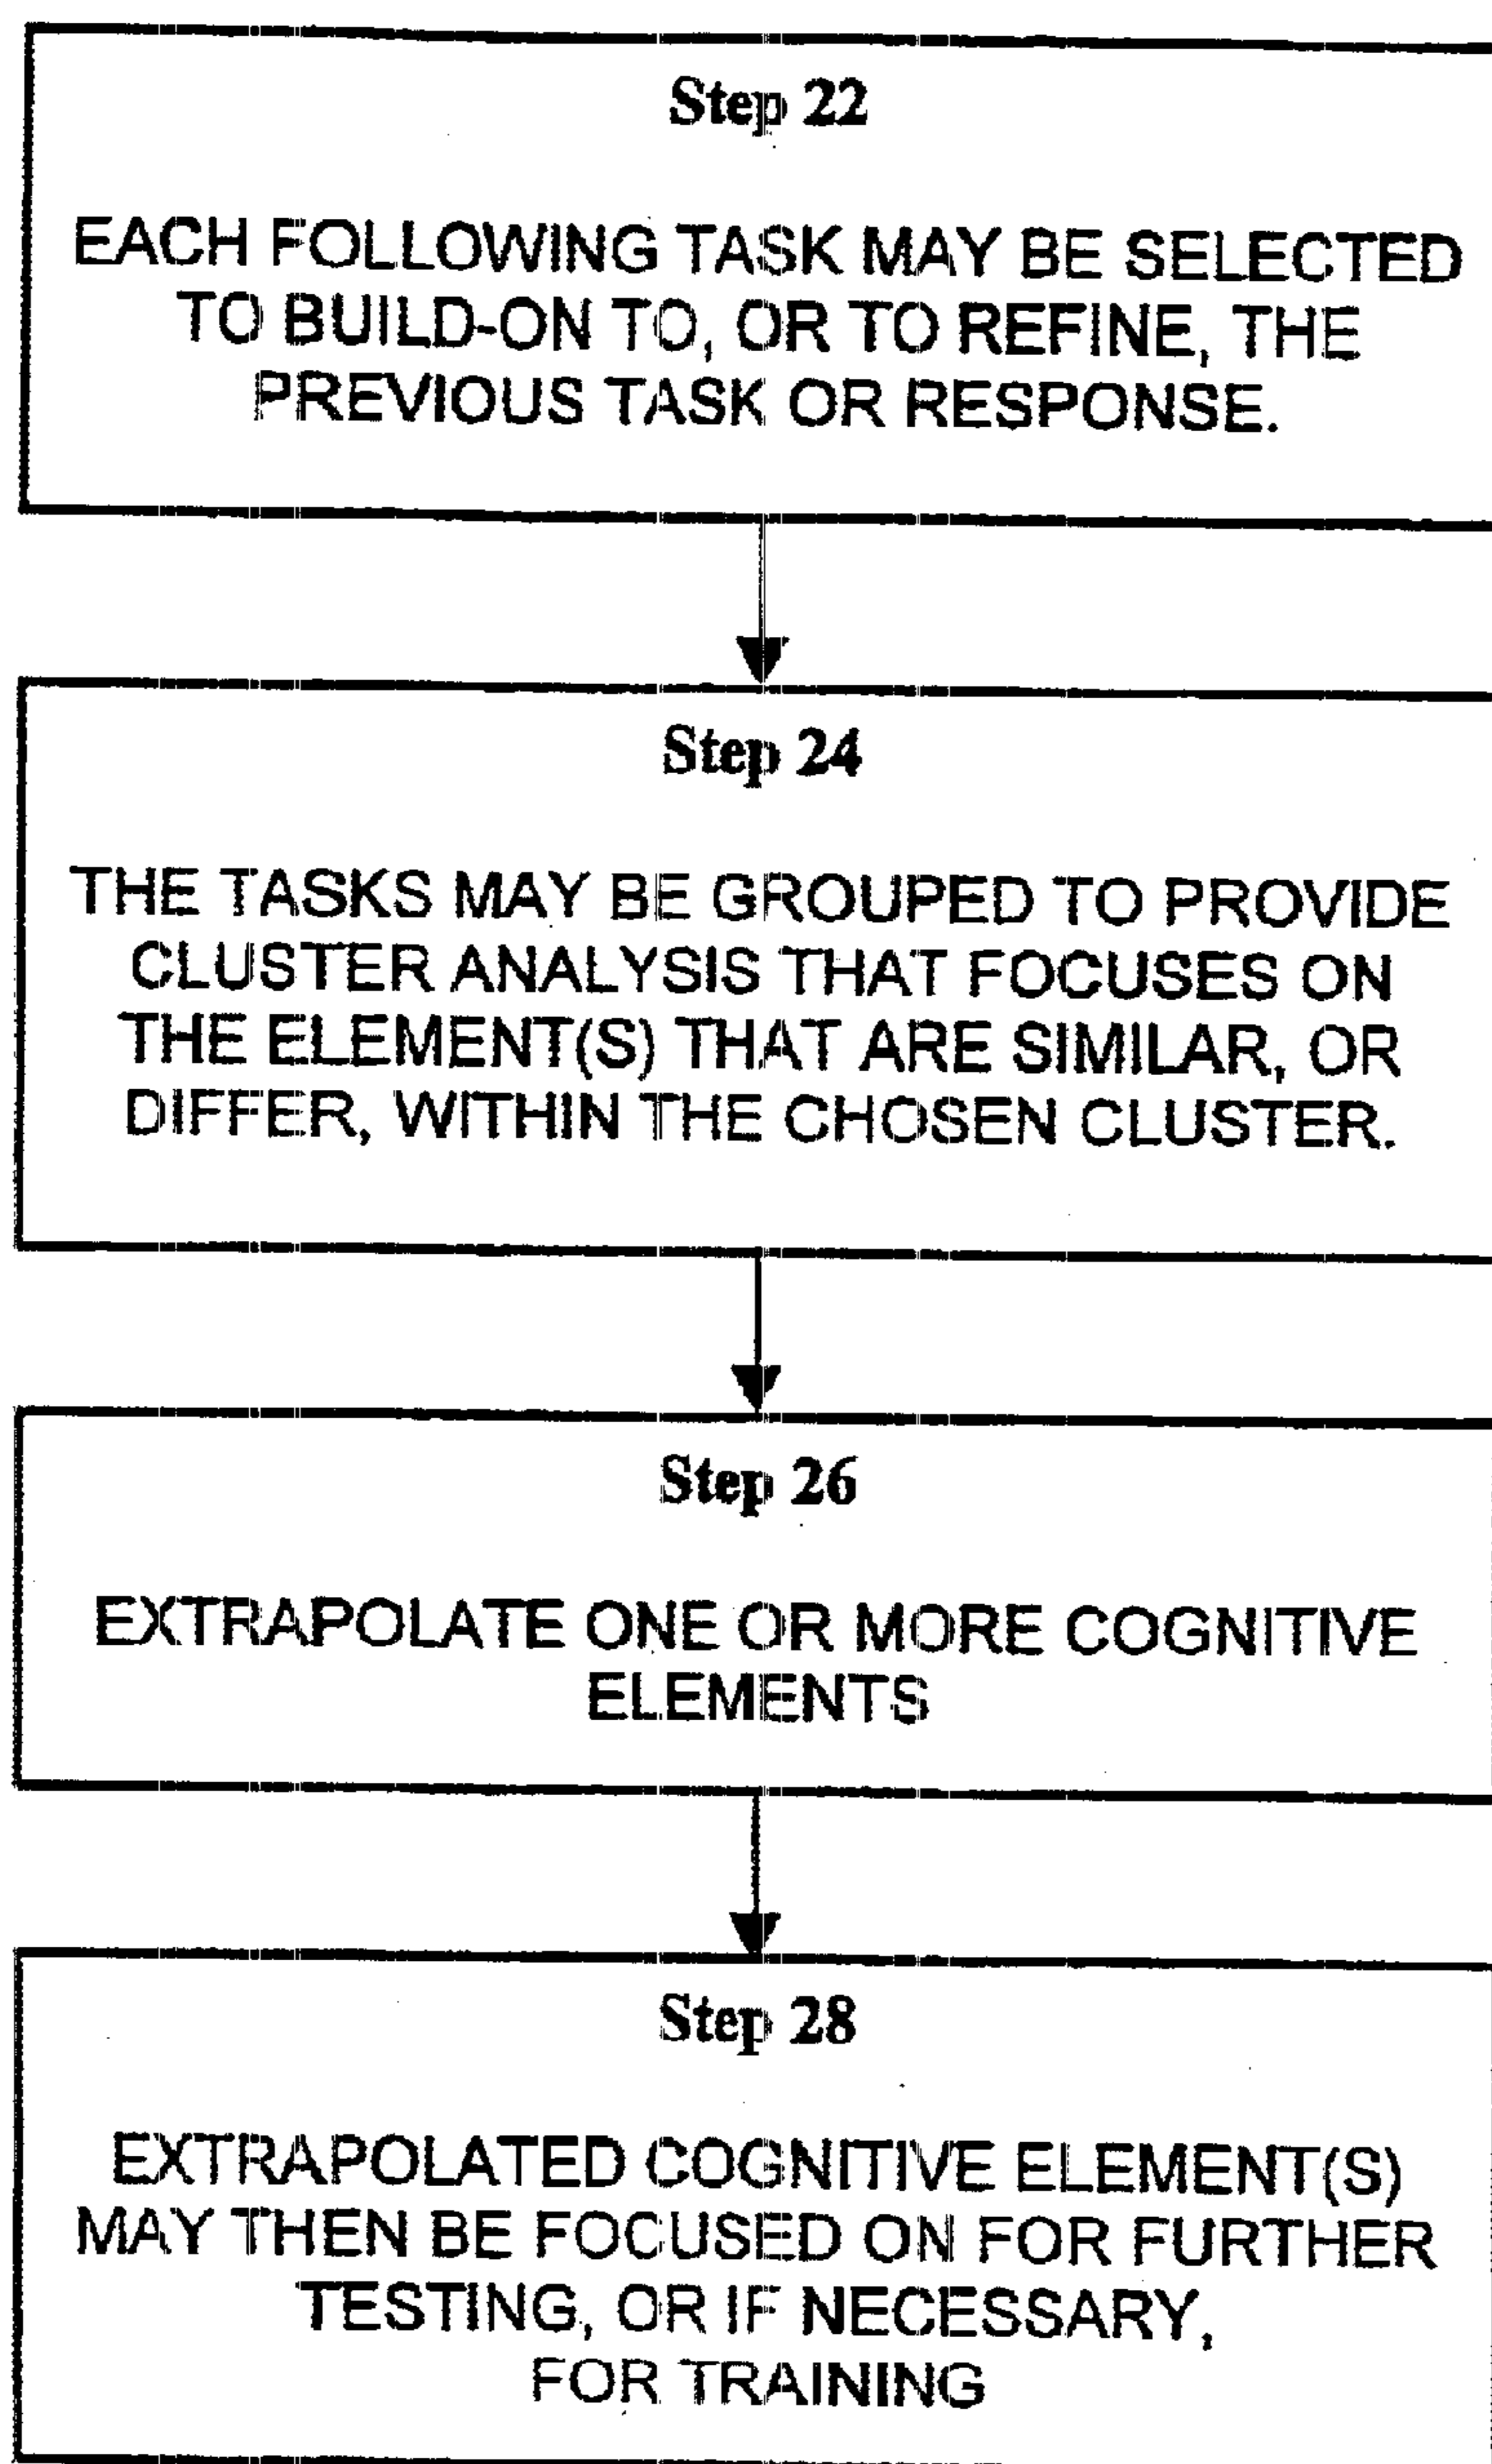 Step 22
EACH FOLLOWING TASK MAY BE SELECTED
TO BUILD-ON TO, OR TO REFINE, THE
PREVIOUS TASK OR RESPONSE.
Step 24
THE TASKS MAY BE GROUPED TO PROVIDE
CLUSTER ANALYSIS THAT FOCUSES ON
THE ELEMENT(S) THAT ARE SIMILAR, OR
DIFFER, WITHIN THE CHOSEN CLUSTER.
Step 26
EXTRAPOLATE ONE OR MORE COGNITIVE
ELEMENTS
Step 28
EXTRAPOLATED COGNITIVE ELEMENT(S)
MAY THEN BE FOCUSED ON FOR FURTHER
TESTING, OR IF NECESSARY,
FOR TRAINING